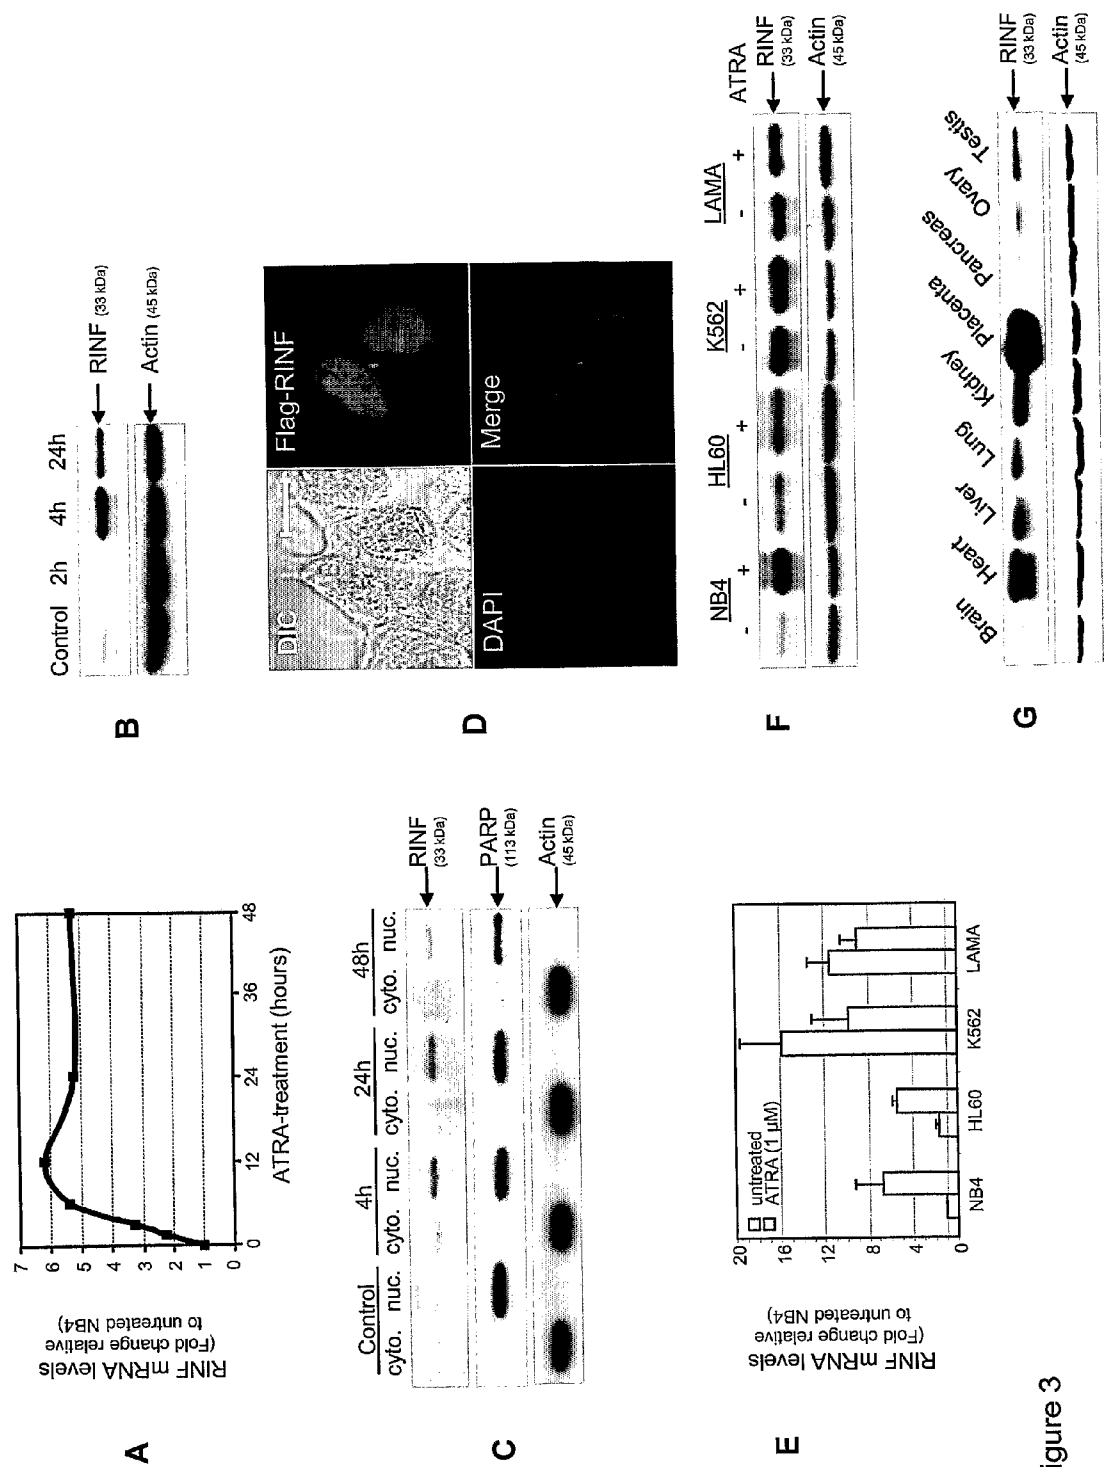 A
RINF mRNA levels
(Fold change relative
to untreated NB4)
7
6
5
4
3
2
1
0
0 12 24 36 48
ATRA-treatment (hours)
B
Control 2h 4h 24h
RINF (33 kDa)
Actin (45 kDa)
C
Control 4h 24h 48h
cyto. nuc. cyto. nuc. cyto. nuc. cyto. nuc.
RINF
(33 kDa)
PARP
(113 kDa)
Actin
(45 kDa)
D
DIC
Flag-RINF
DAPI
Merge
E
RINF mRNA levels
(Fold change relative
to untreated NB4)
20
16
12
8
4
0
untreated
ATRA (1 µM)
NB4 HL60 K562 LAMA
F
NB4 HL60 K562 LAMA
- + - + - + - + ATRA
RINF
(33 kDa)
Actin
(45 kDa)
G
Brain Heart Liver Lung Kidney Placenta Pancreas Ovary Testis
RINF
(33 kDa)
Actin
(45 kDa)
igure 3